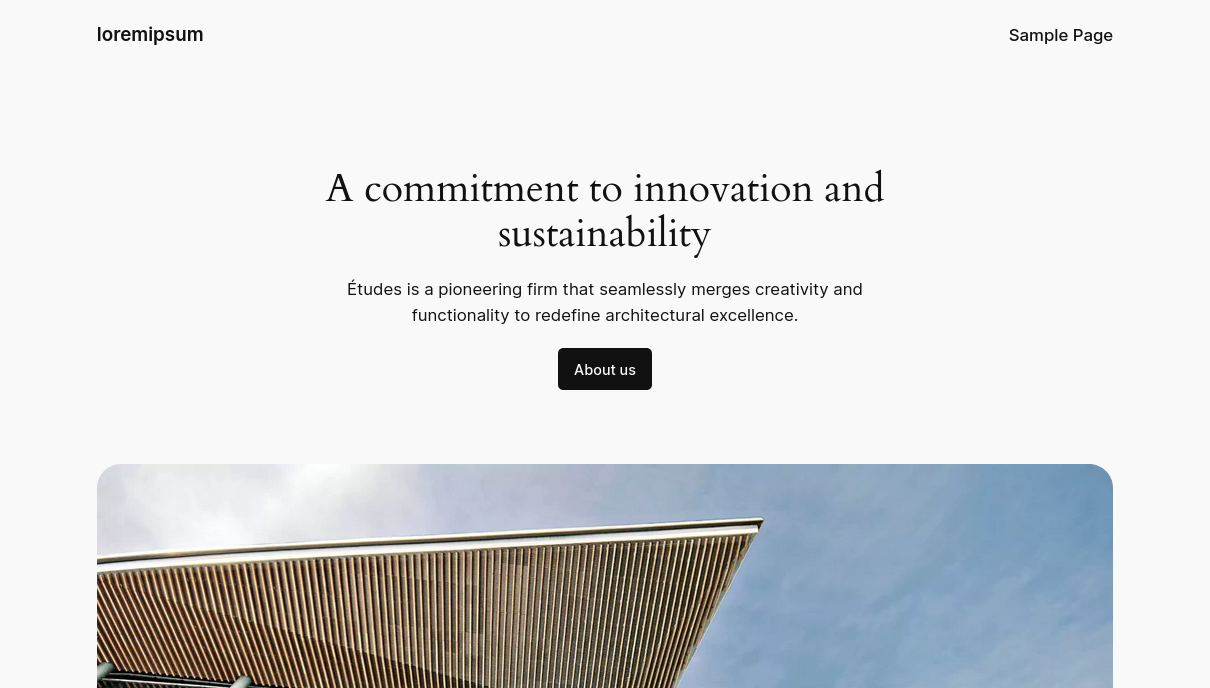 loremipsum
Sample Page
A commitment to innovation and
sustainability
Études is a pioneering firm that seamlessly merges creativity and
functionality to redefine architectural excellence.
About us